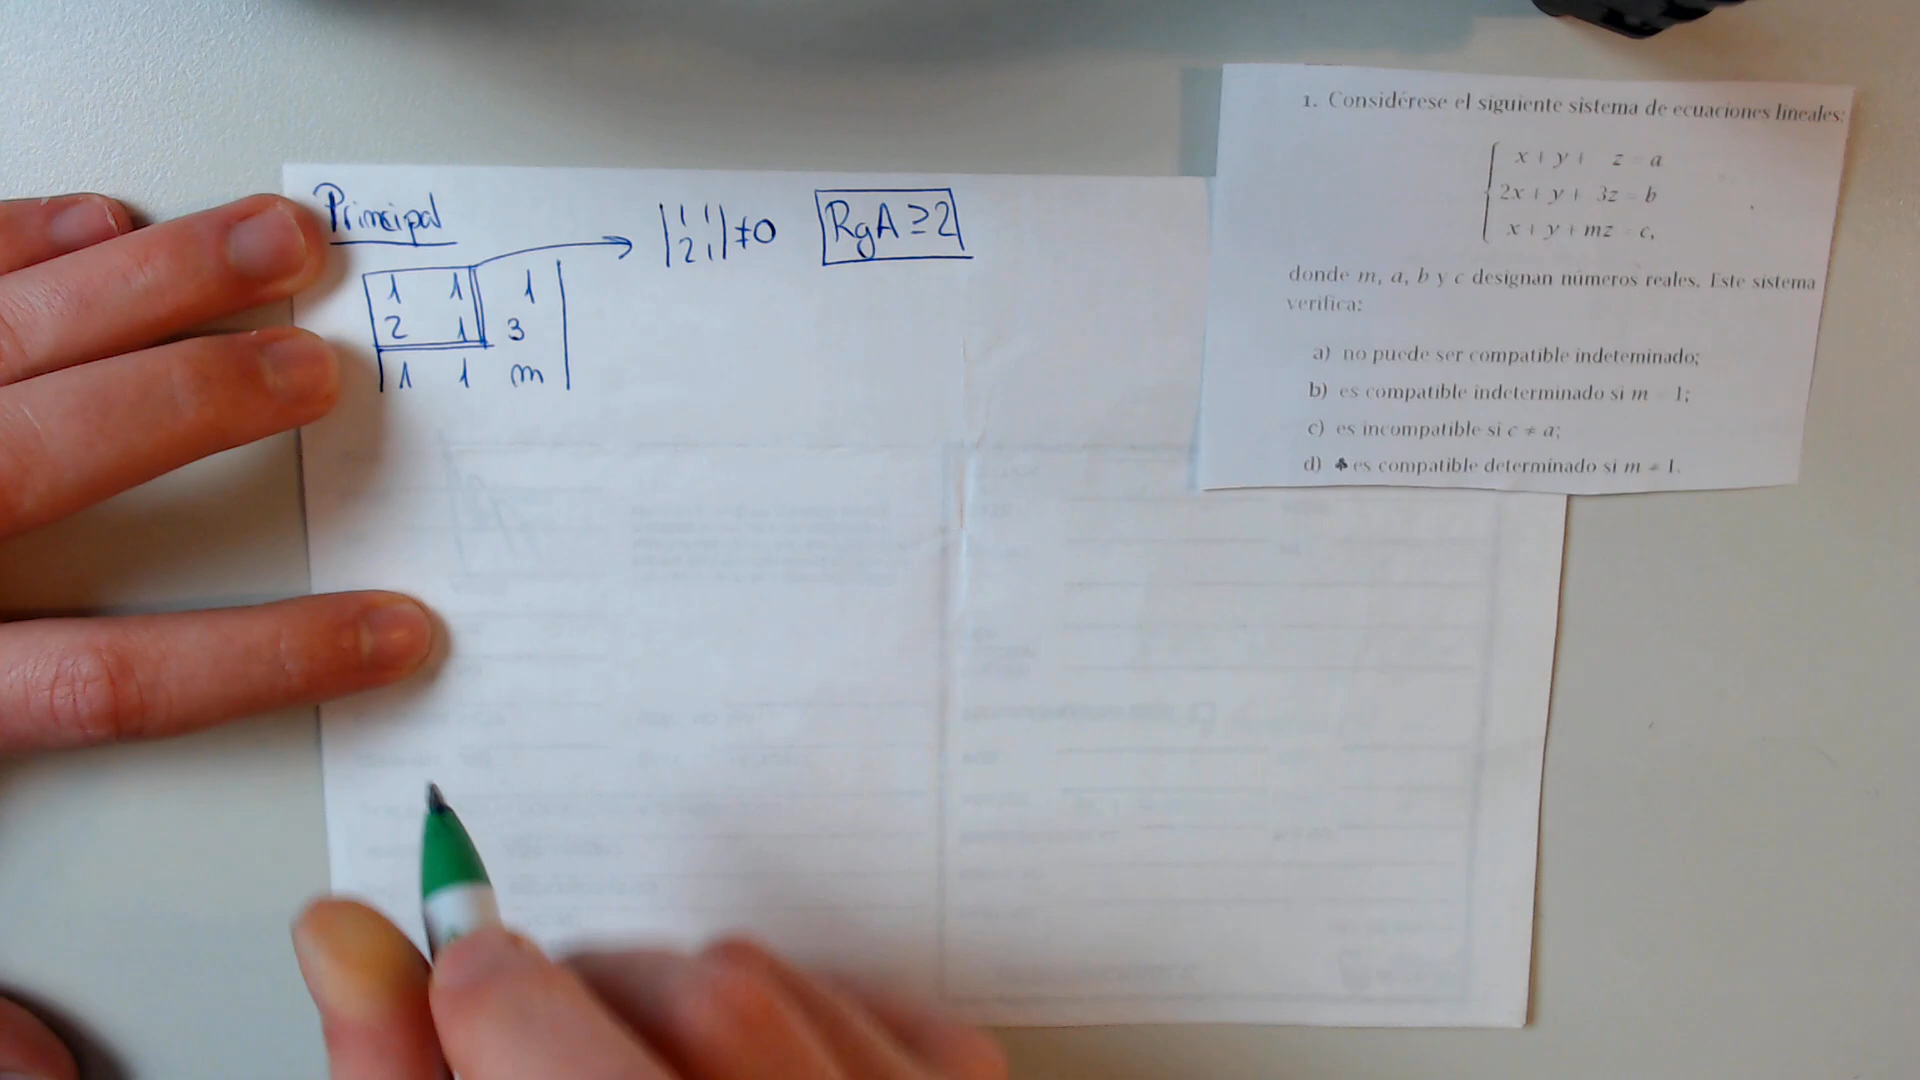 Principal
|1 1; 2 1| ≠0
RgA ≥ 2
1 1 1
2 1 3
1 1 m
1. Considérese el siguiente sistema de ecuaciones lineales:
x + y + z = a
2x + y + 3z = b
x + y + mz = c,
donde m, a, b y c designan números reales. Este sistema
verifica:
a) no puede ser compatible indeteminado;
b) es compatible indeterminado si m = 1;
c) es incompatible si c ≠ a;
d) ♣ es compatible determinado si m ≠ 1.